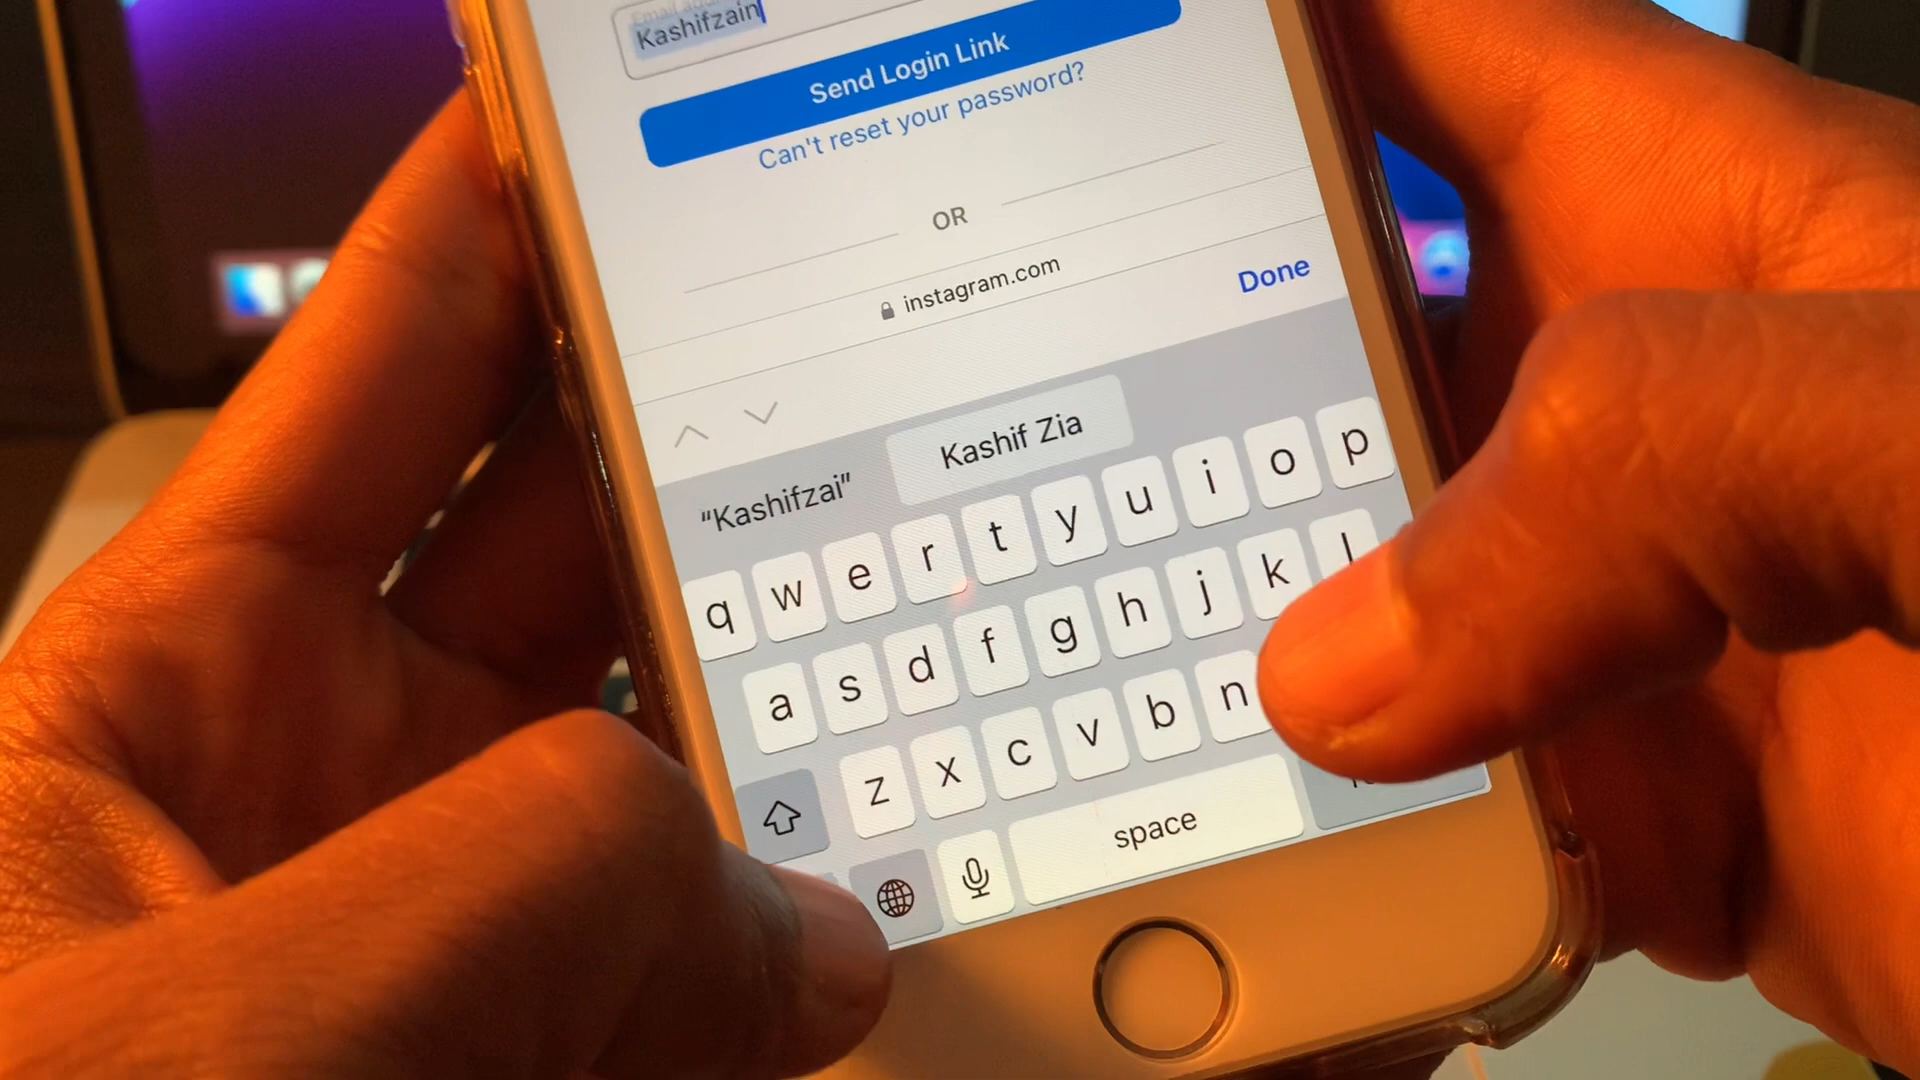 Kashifzain
Send Login Link
Can't reset your password?
OR
instagram.com
Done
"Kashifzai"
Kashif Zia
q w e r t y u i o p
a s d f g h j k l
z x c v b n
space